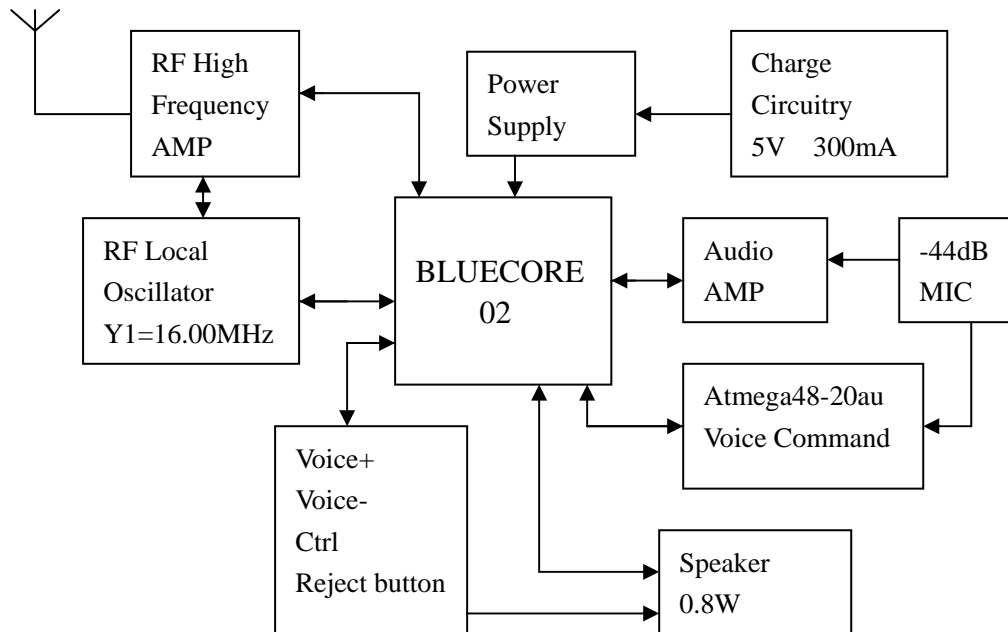 RF High
Frequency
AMP
Power
Supply
Charge
Circuitry
5V 300mA
RF Local
Oscillator
Y1=16.00MHz
BLUECORE
02
Audio
AMP
-44dB
MIC
Atmega48-20au
Voice Command
Voice+
Voice-
Ctrl
Reject button
Speaker
0.8W